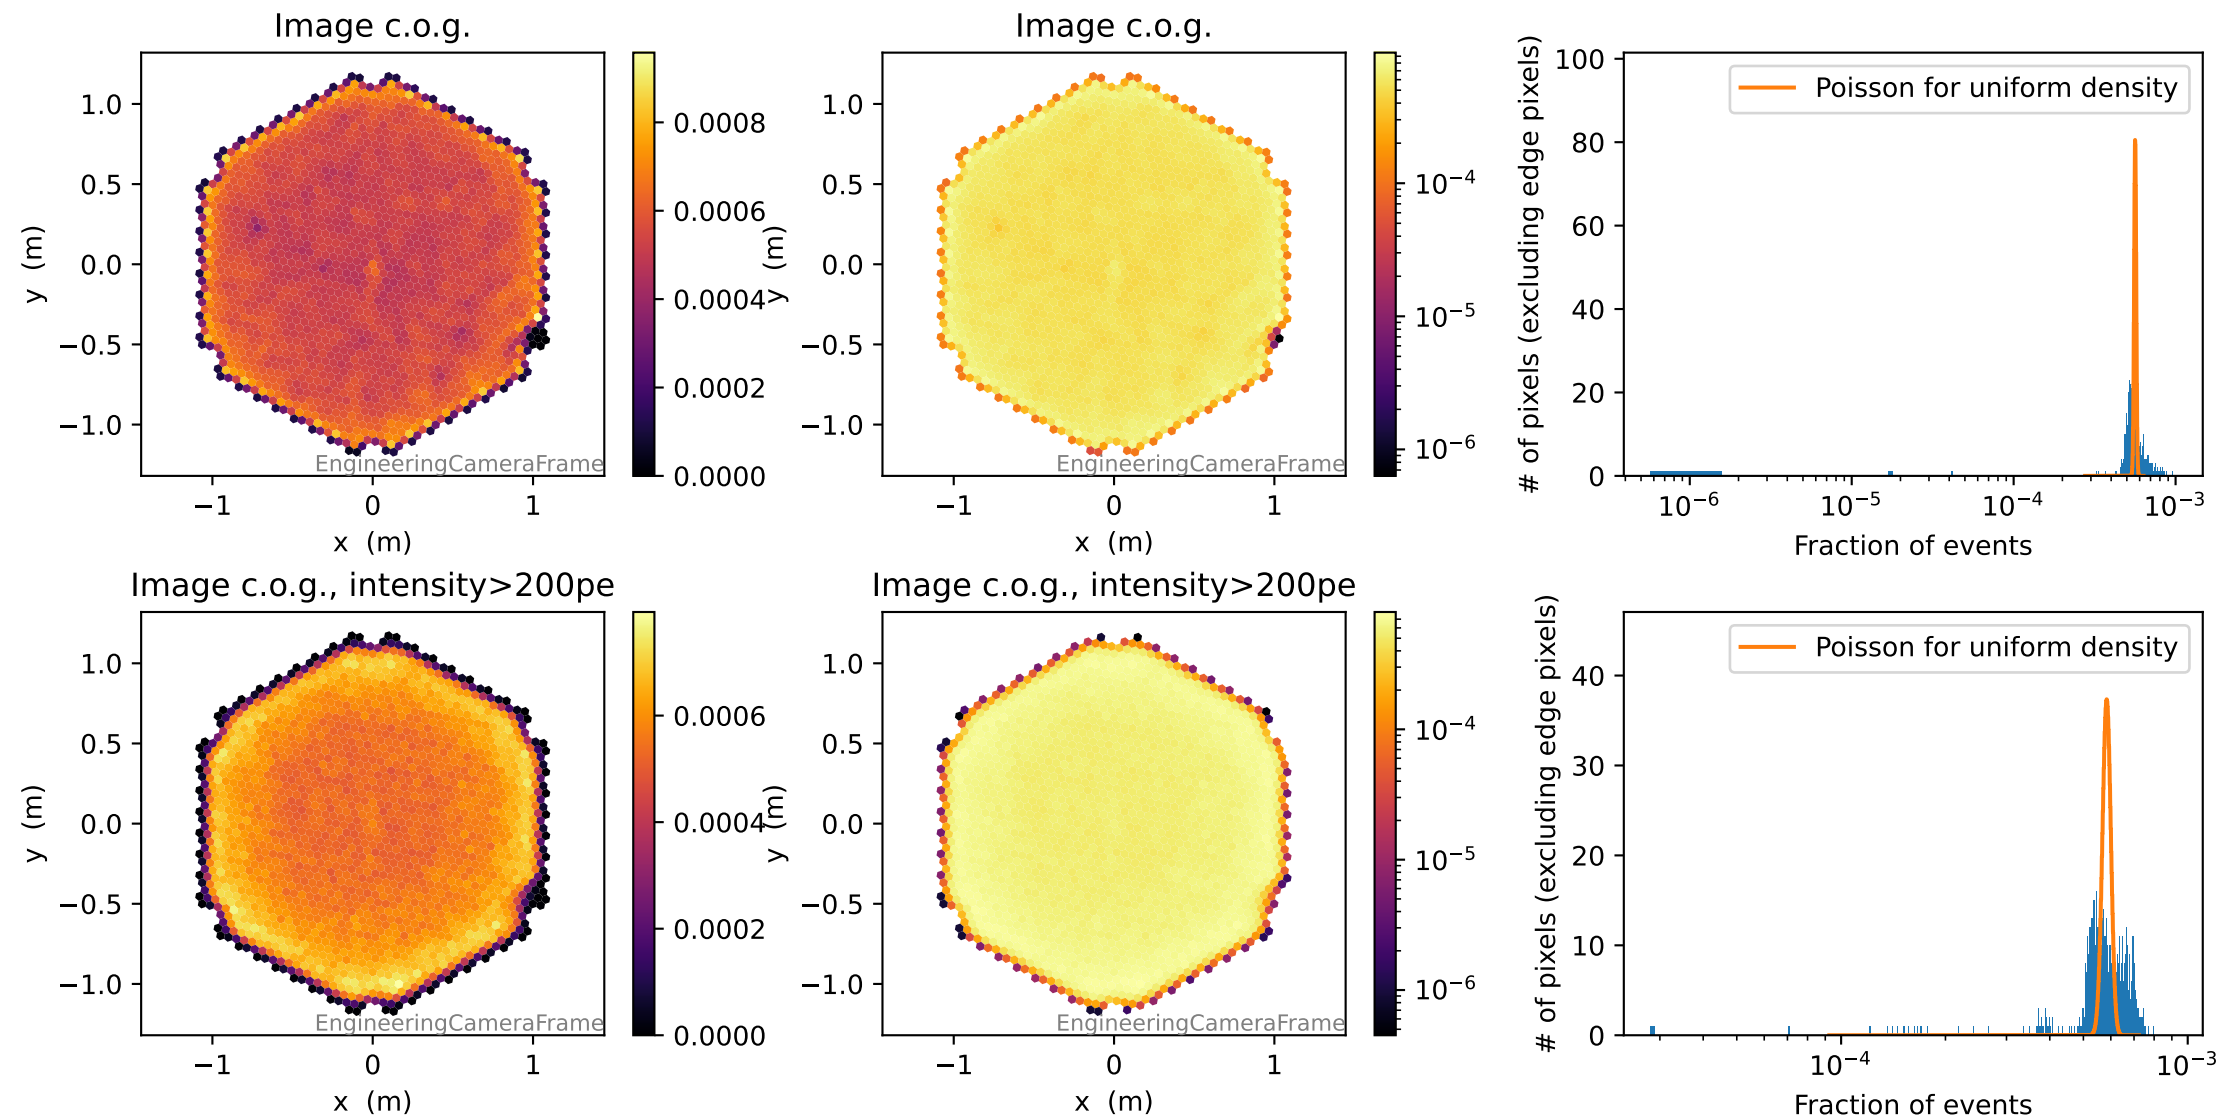 Image c.o.g.
1.0
0.5
0.0
−0.5
−1.0
y (m)
−1
0
1
x (m)
EngineeringCameraFrame
0.0008
0.0006
0.0004
0.0002
0.0000
Image c.o.g.
1.0
0.5
0.0
−0.5
−1.0
y (m)
−1
0
1
x (m)
EngineeringCameraFrame
10⁻⁴
10⁻⁵
10⁻⁶
# of pixels (excluding edge pixels)
100
80
60
40
20
0
Poisson for uniform density
10⁻⁶
10⁻⁵
10⁻⁴
10⁻³
Fraction of events
Image c.o.g., intensity>200pe
1.0
0.5
0.0
−0.5
−1.0
y (m)
−1
0
1
x (m)
EngineeringCameraFrame
0.0006
0.0004
0.0002
0.0000
Image c.o.g., intensity>200pe
1.0
0.5
0.0
−0.5
−1.0
y (m)
−1
0
1
x (m)
EngineeringCameraFrame
10⁻⁴
10⁻⁵
10⁻⁶
# of pixels (excluding edge pixels)
40
30
20
10
0
Poisson for uniform density
10⁻⁴
10⁻³
Fraction of events